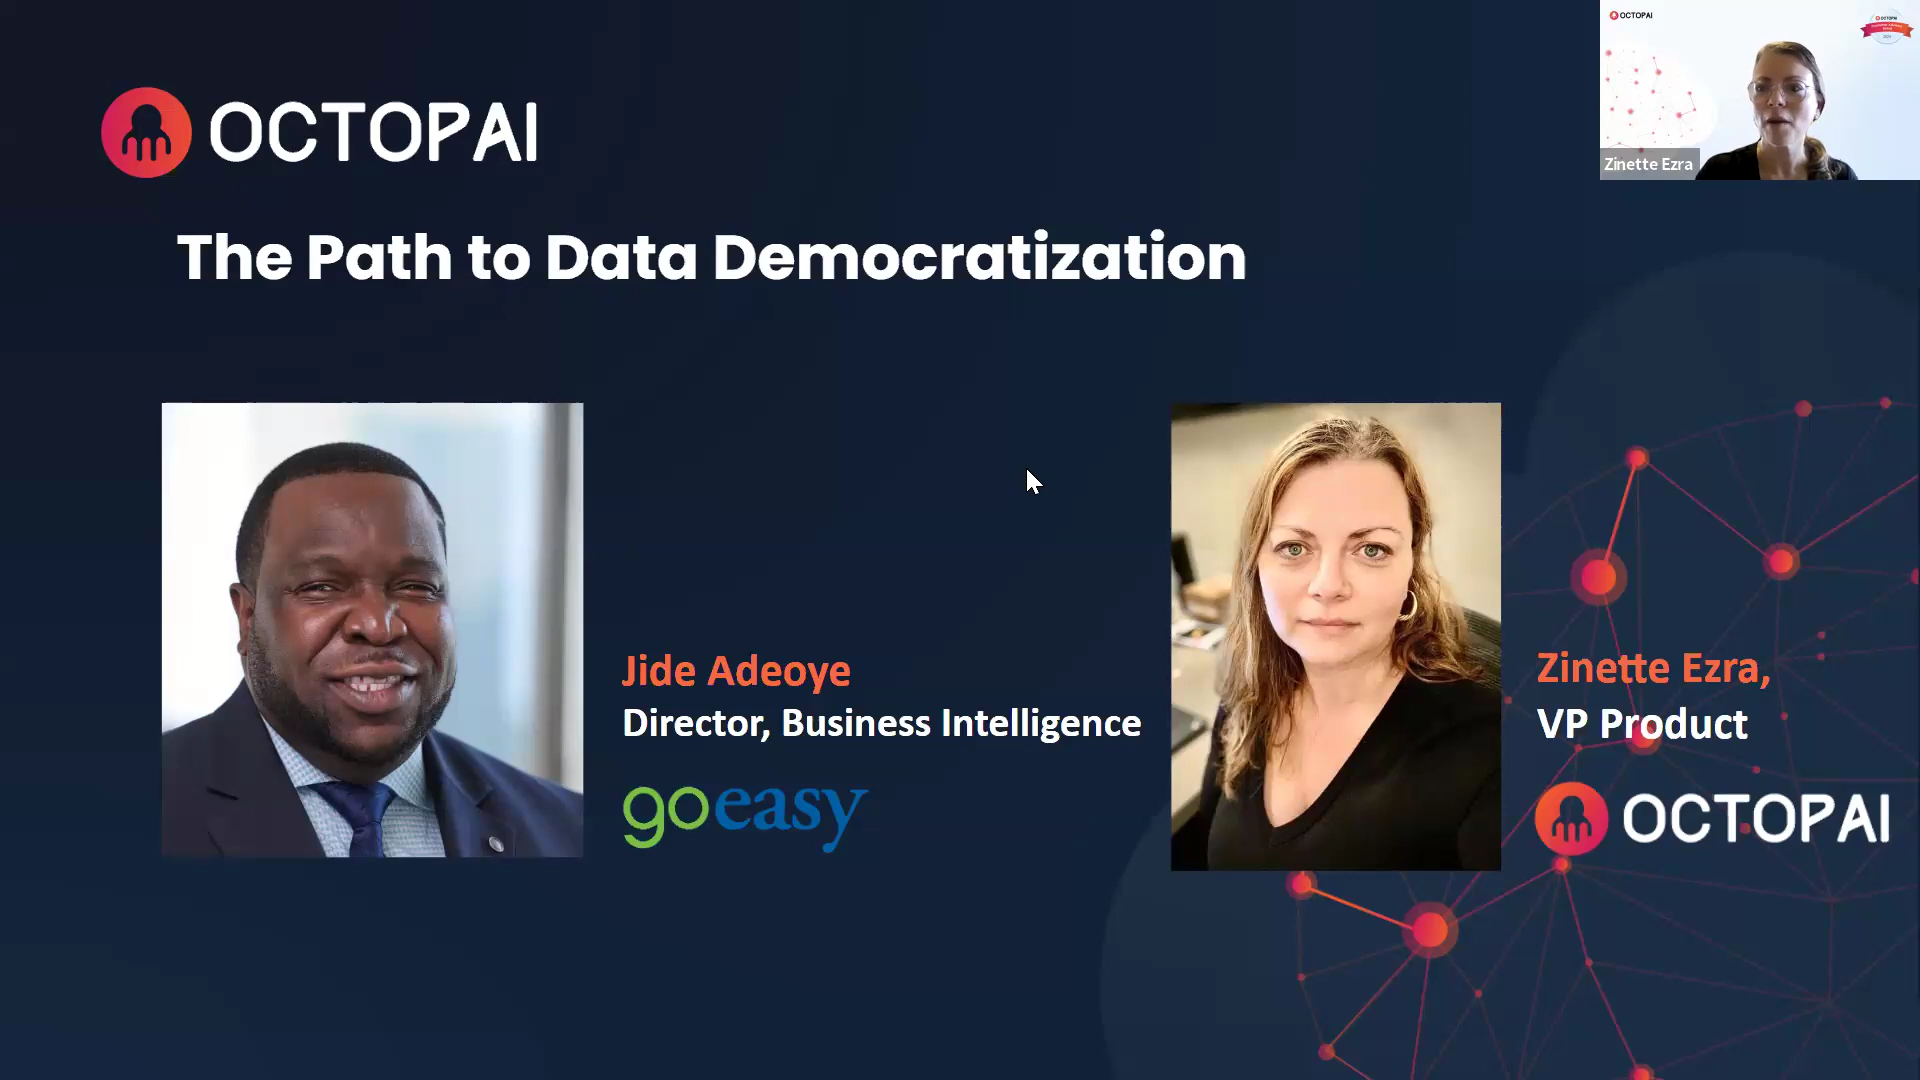 OCTOPAI
OCTOPAI
Zinette Ezra
The Path to Data Democratization
Jide Adeoye
Director, Business Intelligence
goeasy
Zinette Ezra,
VP Product
OCTOPAI